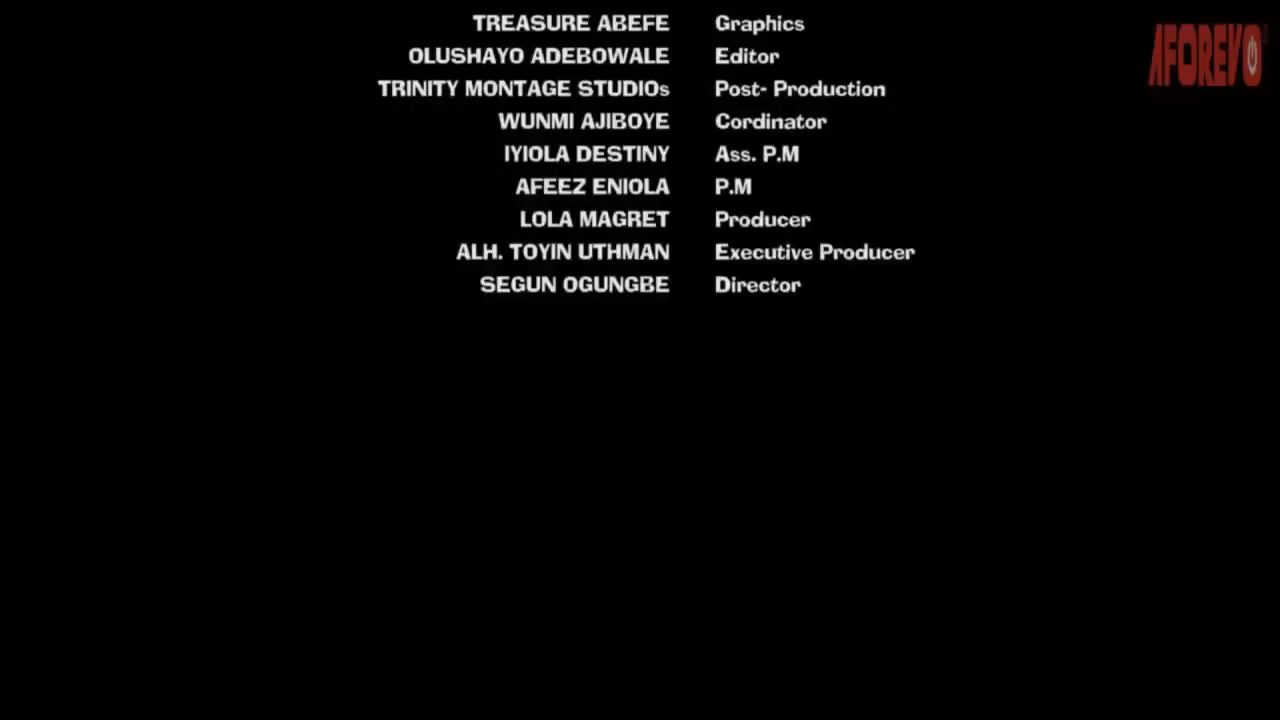 TREASURE ABEFE Graphics
AFOREVO
OLUSHAYO ADEBOWALE Editor
TRINITY MONTAGE STUDIOs Post- Production
WUNMI AJIBOYE Cordinator
IYIOLA DESTINY Ass. P.M
AFEEZ ENIOLA P.M
LOLA MAGRET Producer
ALH. TOYIN UTHMAN Executive Producer
SEGUN OGUNGBE Director